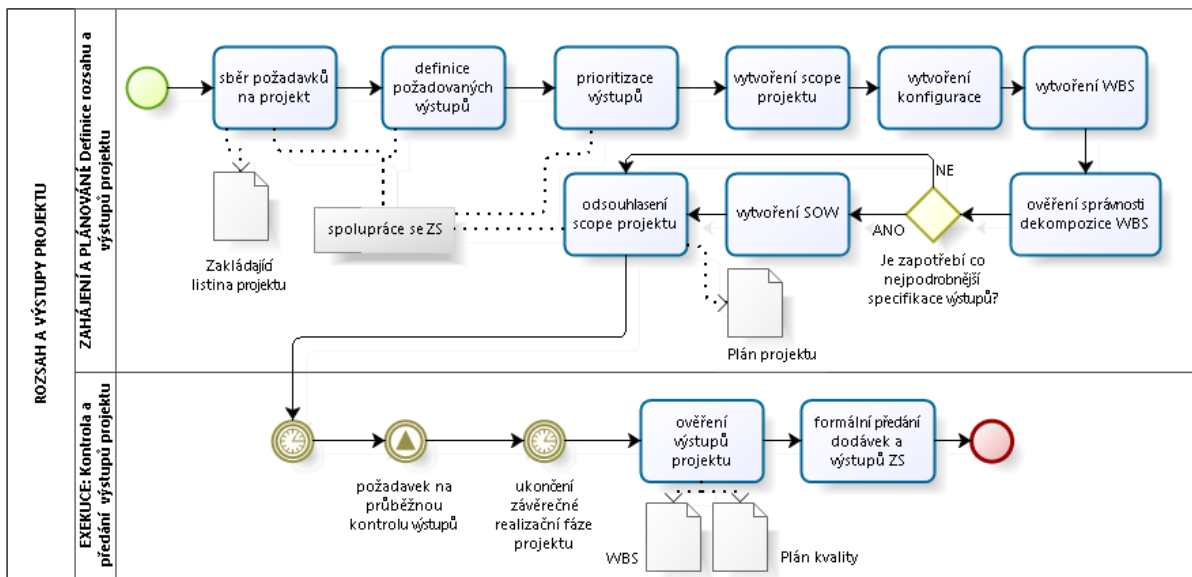 ROZSAH A VÝSTUPY PROJEKTU
ZAHÁJENÍ A PLÁNOVÁNÍ: Definice rozsahu a
výstupů projektu
sběr požadavků
na projekt
definice
požadovaných
výstupů
prioritizace
výstupů
vytvoření scope
projektu
vytvoření
konfigurace
vytvoření WBS
Zakládající
listina projektu
spolupráce se ZS
odsouhlasení
scope projektu
vytvoření SOW
NE
ANO
Je zapotřebí co
nejpodrobnější
specifikace výstupů?
ověření správnosti
dekompozice WBS
Plán projektu
EXEKUCE: Kontrola a
předání výstupů projektu
požadavek na
průběžnou
kontrolu výstupů
ukončení
závěrečné
realizační fáze
projektu
ověření
výstupů
projektu
formální předání
dodávek a
výstupů ZS
WBS
Plán kvality